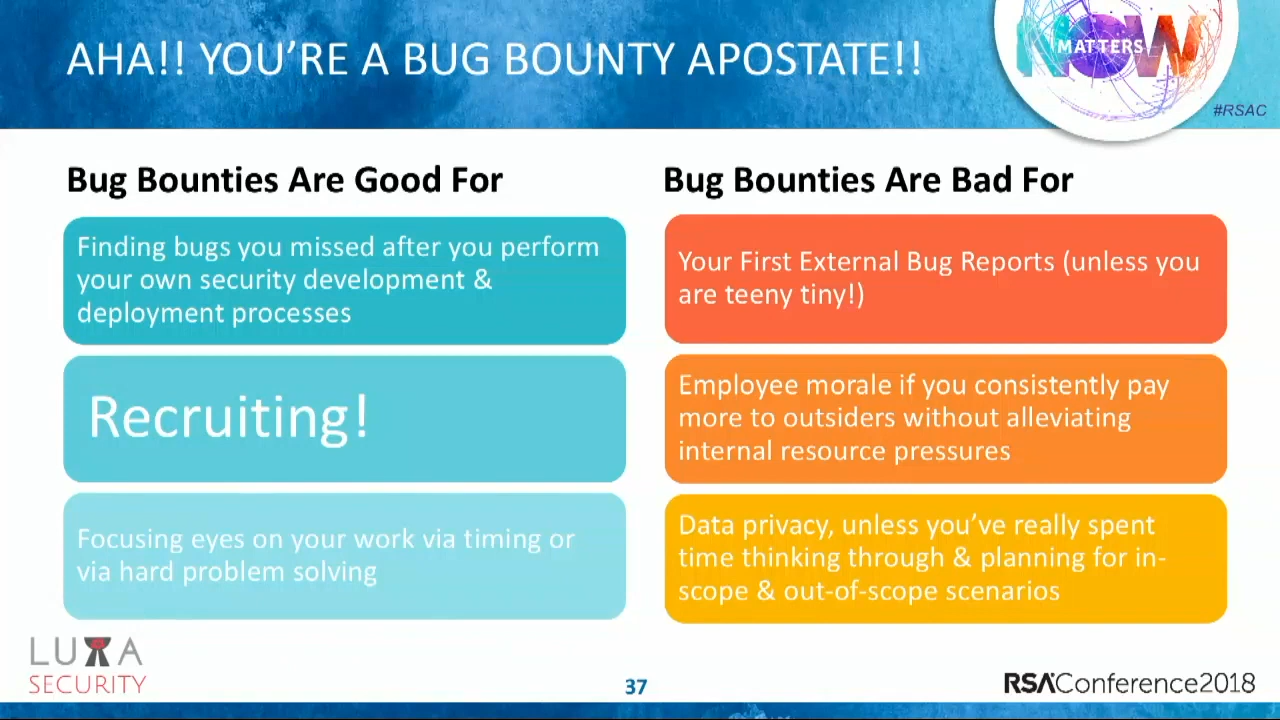 AHA!! YOU’RE A BUG BOUNTY APOSTATE!!
NOW
MATTERS
#RSAC
Bug Bounties Are Good For
Finding bugs you missed after you perform
your own security development &
deployment processes
Recruiting!
Focusing eyes on your work via timing or
via hard problem solving
Bug Bounties Are Bad For
Your First External Bug Reports (unless you
are teeny tiny!)
Employee morale if you consistently pay
more to outsiders without alleviating
internal resource pressures
Data privacy, unless you’ve really spent
time thinking through & planning for in-
scope & out-of-scope scenarios
LUTA
SECURITY
37
RSAConference2018